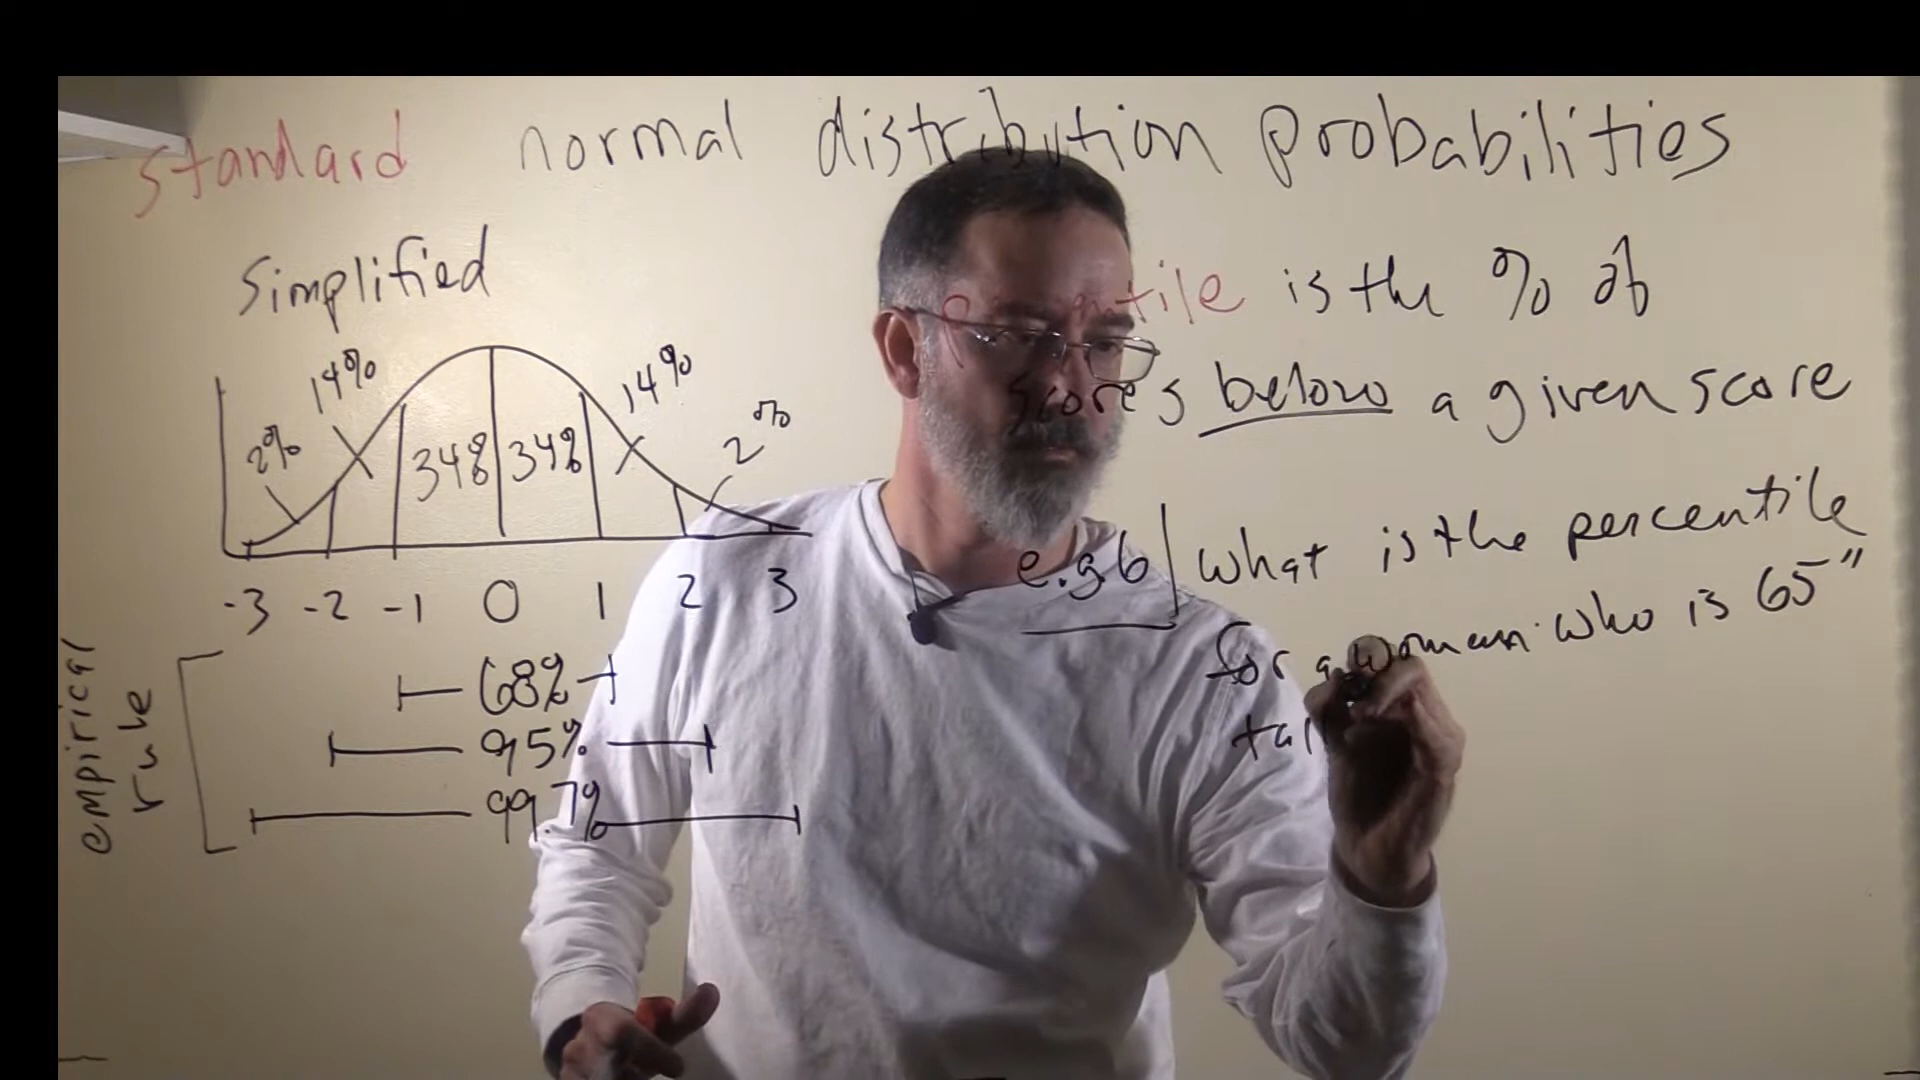 standard normal distribution probabilities
Simplified
14%
14%
2%
2%
34%
34%
-3 -2 -1 0 1 2 3
68%
95%
99.7%
empirical
rule
is the % of
scores below a given score
e.g 6 What is the percentile
for a woman who is 65"